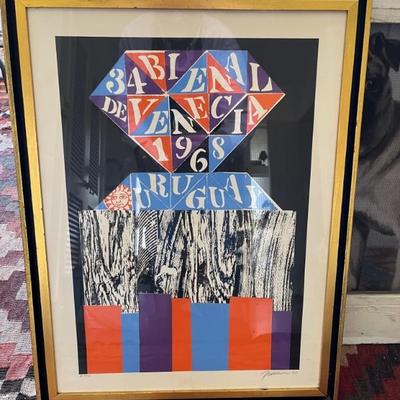 34 BIENAL
DE VENECIA
1968
URUGUAY